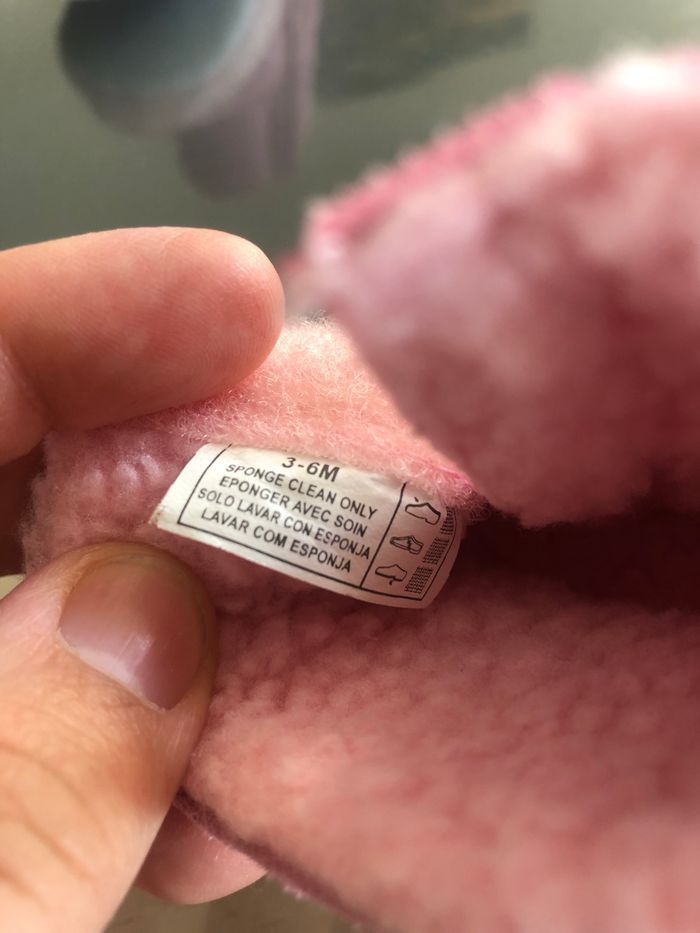 3-6M
SPONGE CLEAN ONLY
EPONGER AVEC SOIN
SOLO LAVAR CON ESPONJA
LAVAR COM ESPONJA